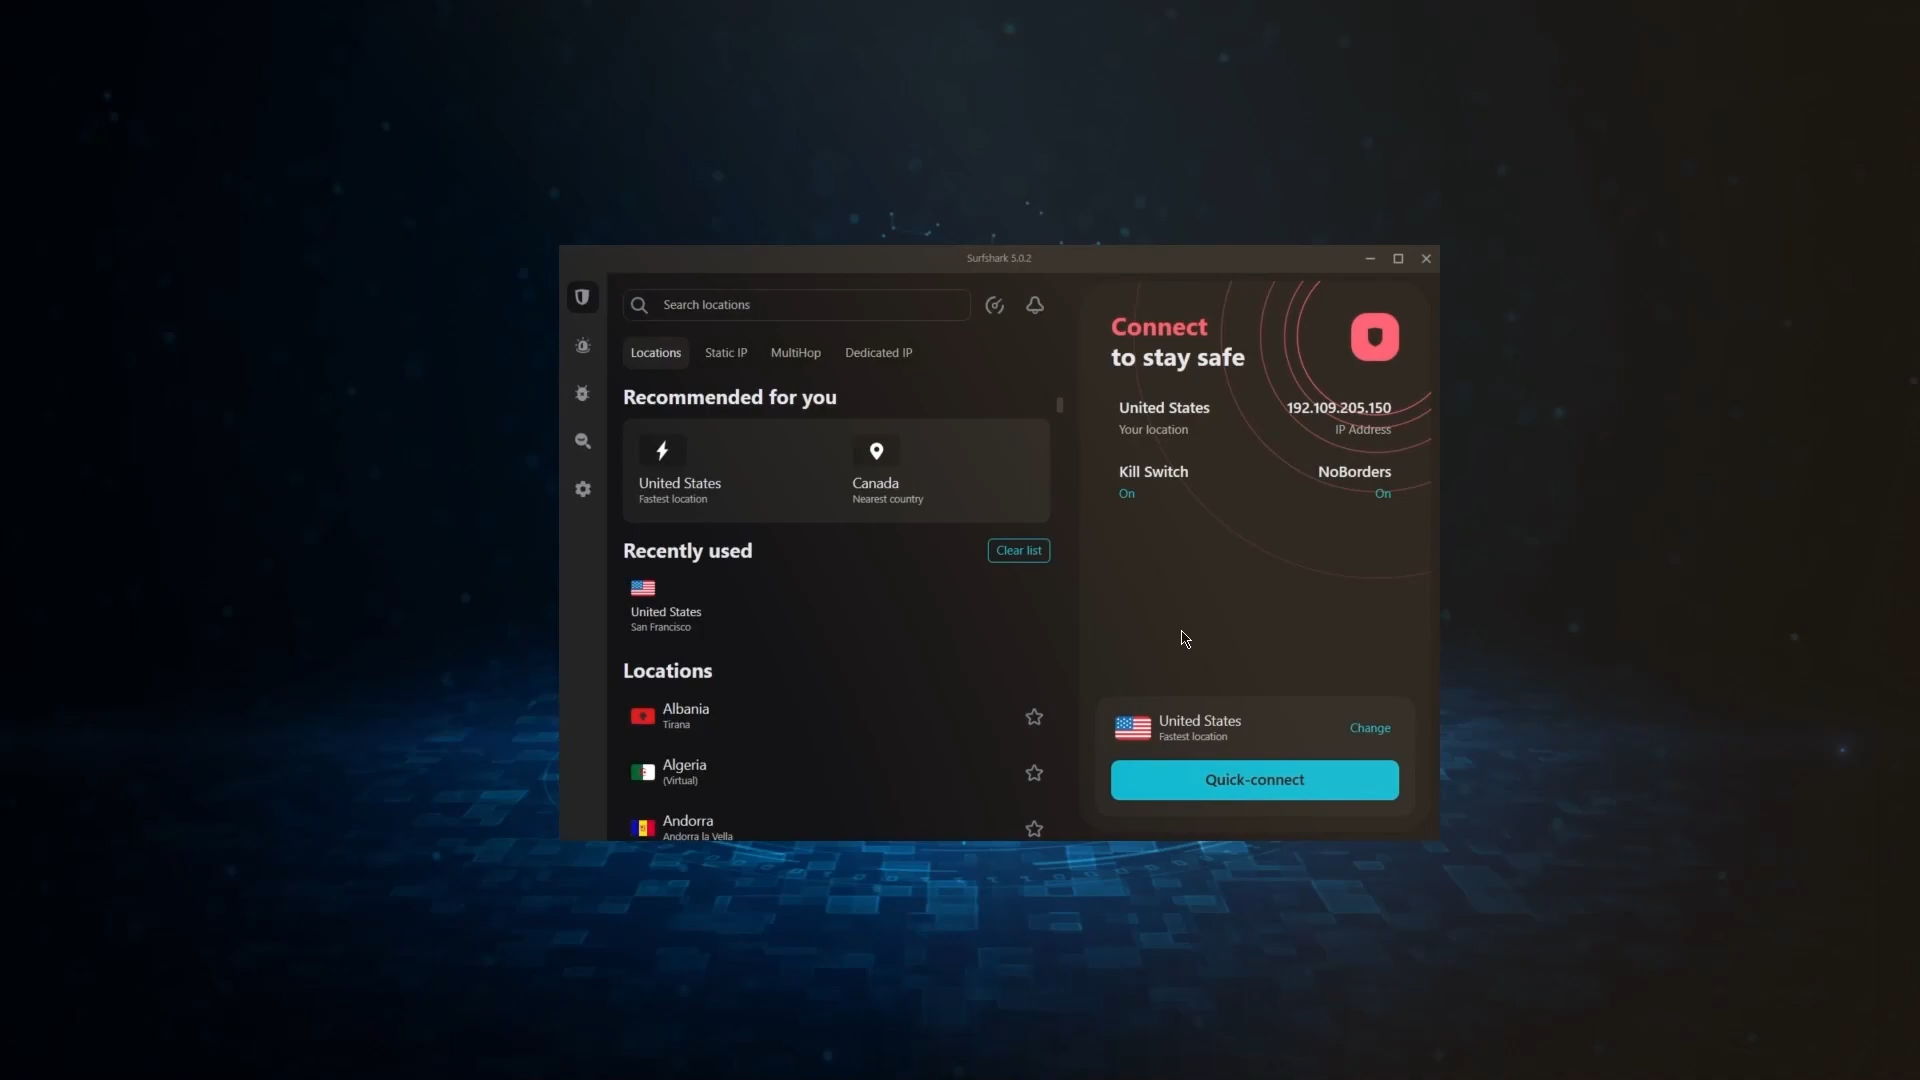 Surfshark 5.0.2
Search locations
Locations
Static IP
MultiHop
Dedicated IP
Recommended for you
United States
Fastest location
Canada
Nearest country
Recently used
Clear list
United States
San Francisco
Locations
Albania
Tirana
Algeria
(Virtual)
Andorra
Andorra la Vella
Connect
to stay safe
United States
192.109.205.150
Your location
IP Address
Kill Switch
NoBorders
On
On
United States
Fastest location
Change
Quick-connect